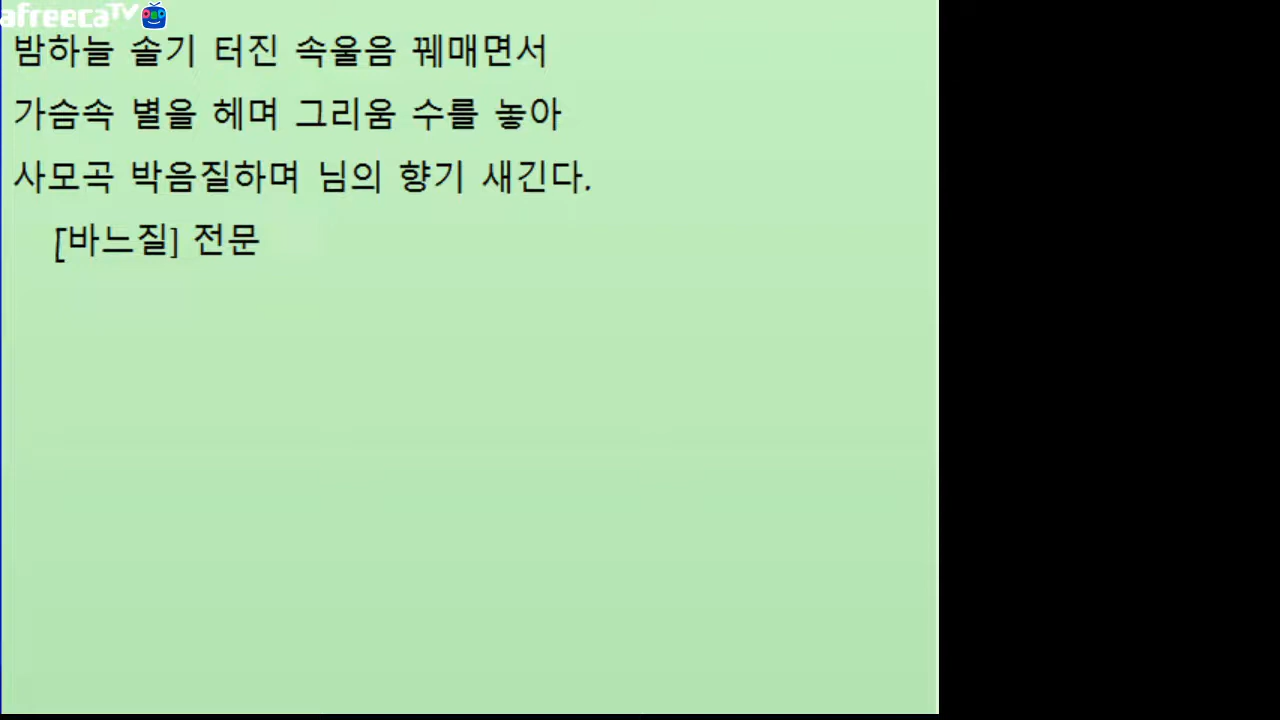 afreecaTV
밤하늘 솔기 터진 속울음 꿰매면서
가슴속 별을 헤며 그리움 수를 놓아
사모곡 박음질하며 님의 향기 새긴다.
[바느질] 전문